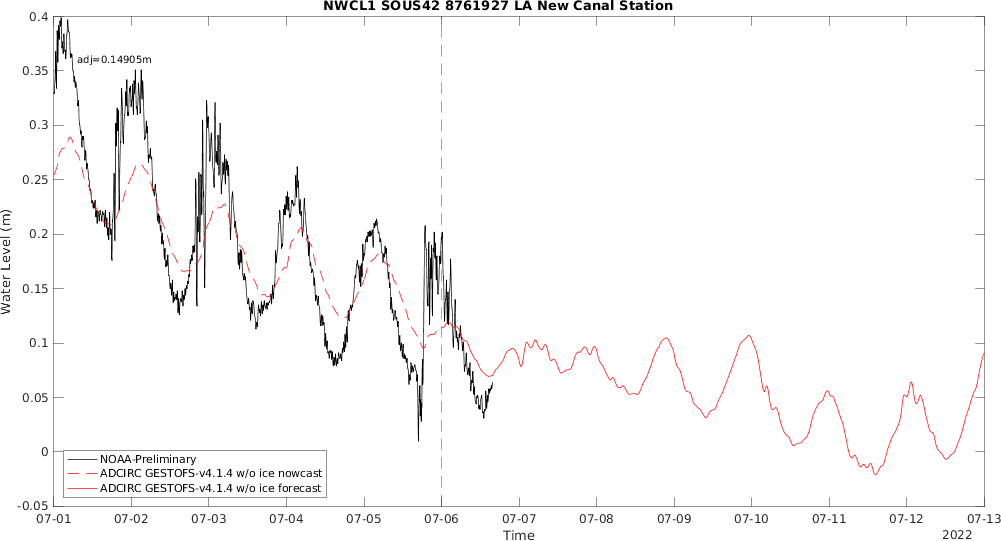 NWCL1 SOUS42 8761927 LA New Canal Station
0.4
adj=0.14905m
0.35
0.3
0.25
0.2
0.15
0.1
0.05
0
-0.05
Water Level (m)
NOAA-Preliminary
ADCIRC GESTOFS-v4.1.4 w/o ice nowcast
ADCIRC GESTOFS-v4.1.4 w/o ice forecast
07-01 07-02 07-03 07-04 07-05 07-06 07-07 07-08 07-09 07-10 07-11 07-12 07-13
Time
2022